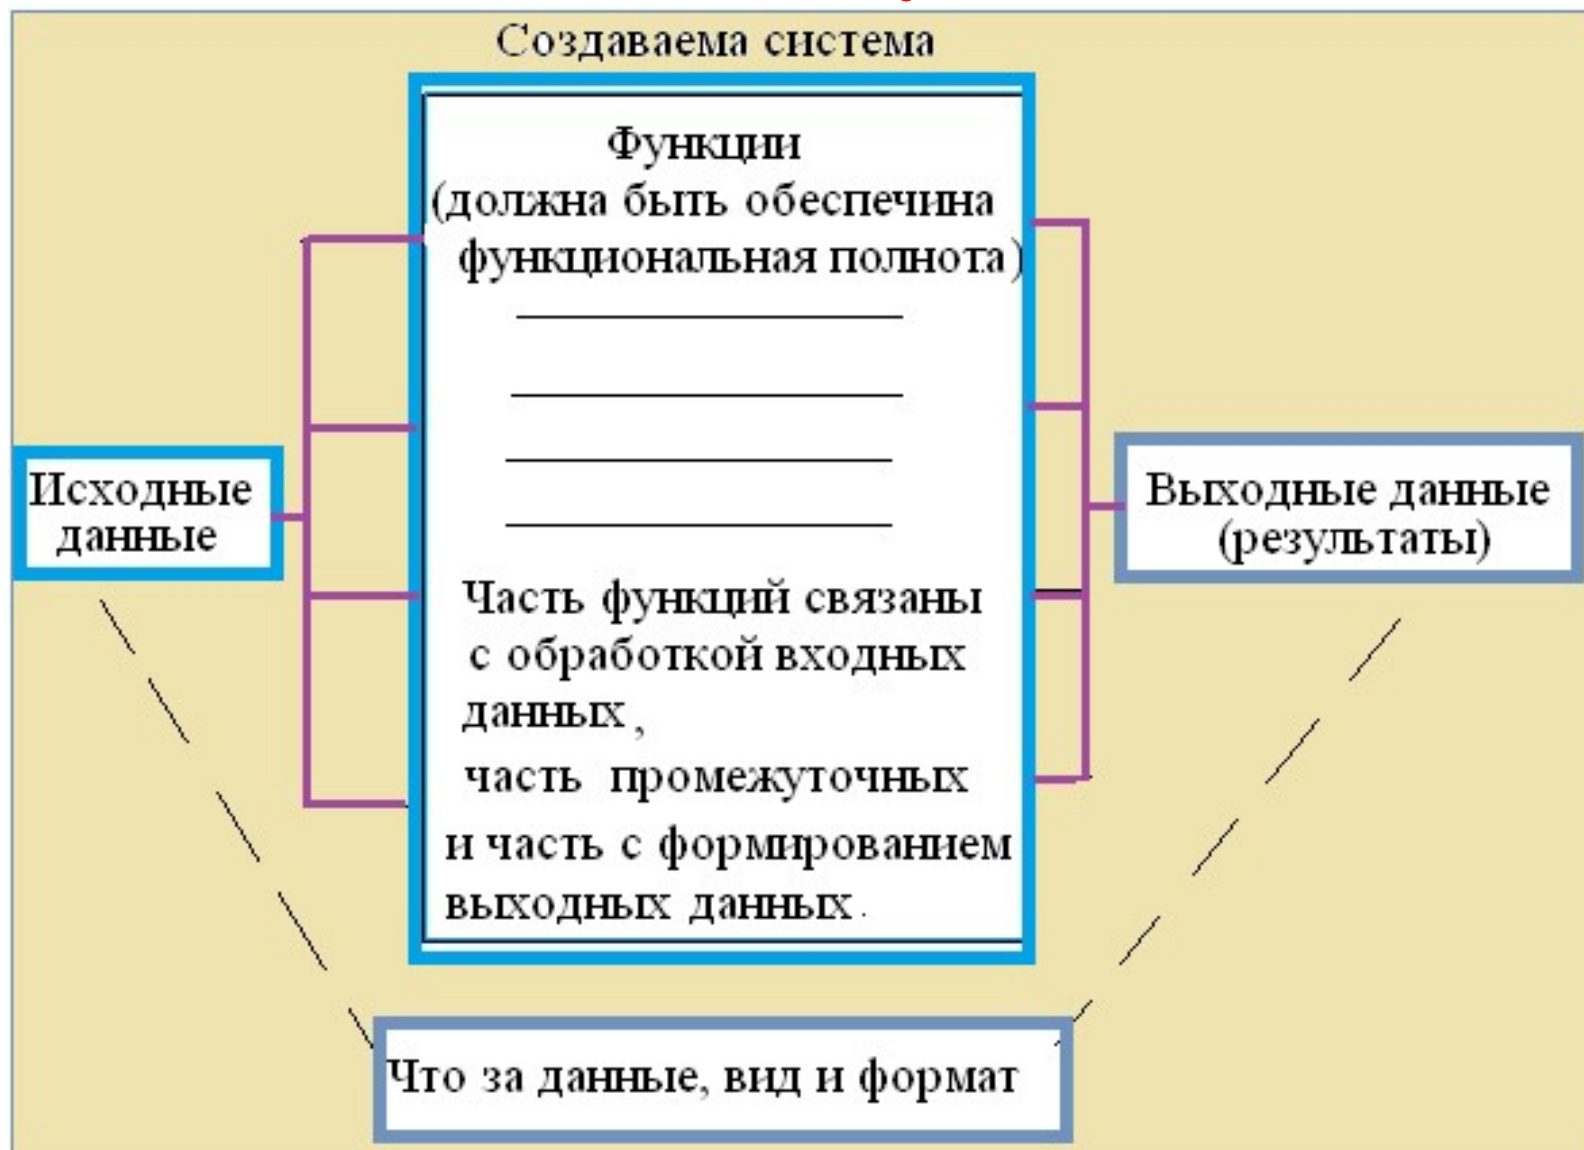 Создаваема система
Функции
(должна быть обеспечина
функциональная полнота)
Исходные
данные
Выходные данные
(результаты)
Часть функций связаны
с обработкой входных
данных,
часть промежуточных
и часть с формированием
выходных данных.
Что за данные, вид и формат